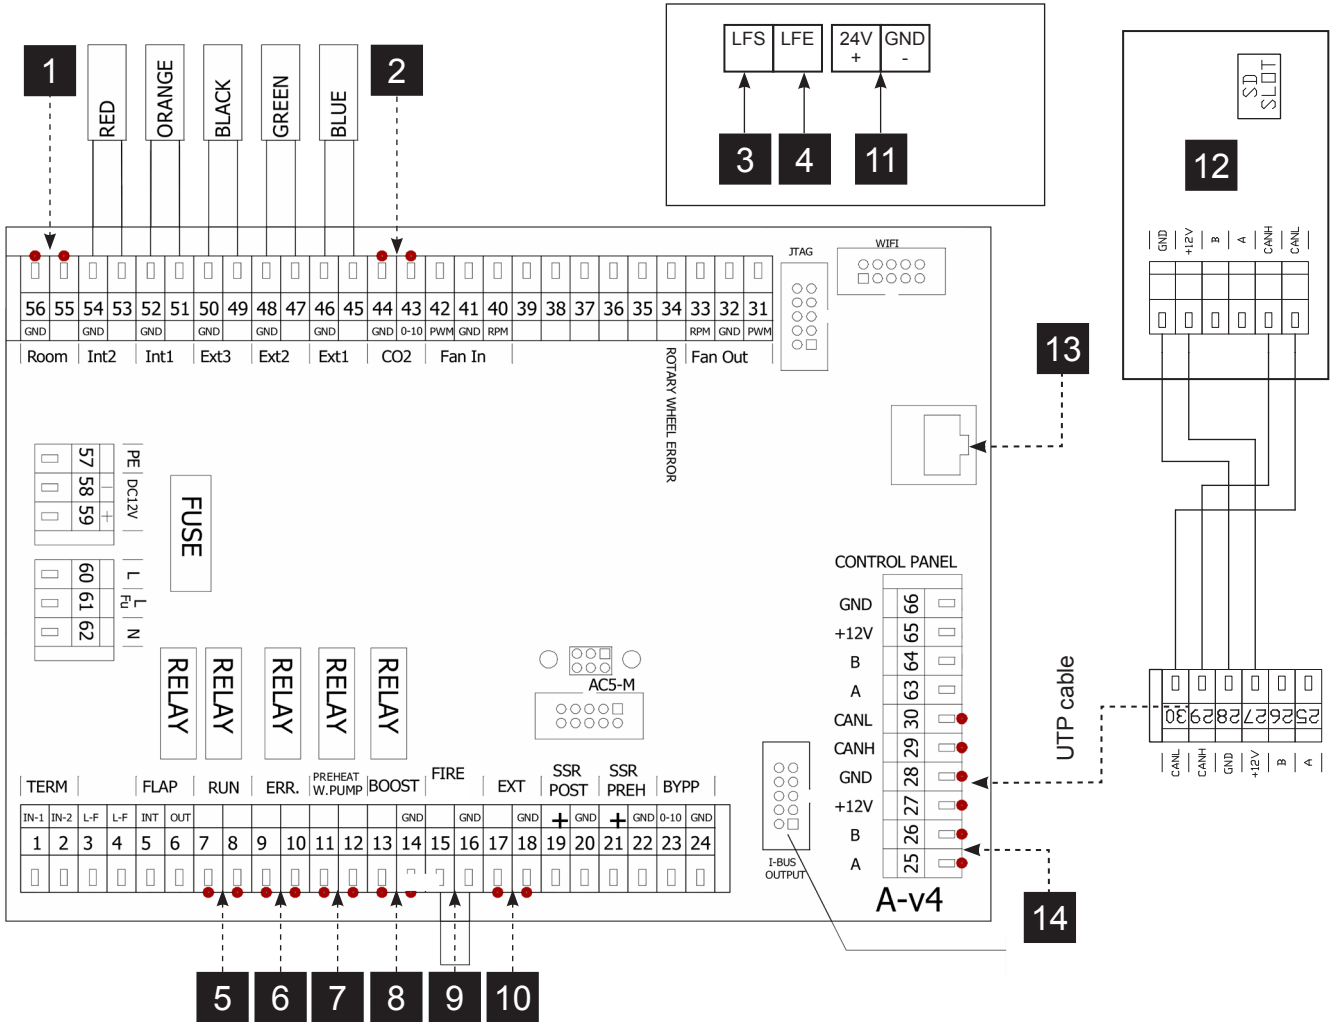 LFS LFE 24V + GND -
3 4 11
SD SLOT
12
1 RED ORANGE BLACK GREEN BLUE 2
GND +12V B A CANH CANL
JTAG WIFI
56 55 54 53 52 51 50 49 48 47 46 45 44 43 42 41 40 39 38 37 36 35 34 33 32 31
GND GND GND GND GND GND GND 0-10 PWM GND RPM RPM GND PWM
Room Int2 Int1 Ext3 Ext2 Ext1 CO2 Fan In Fan Out
ROTARY WHEEL ERROR
13
57 58 59
PE DC12V
- +
60 61 62
L L Fu N
FUSE
CONTROL PANEL
GND 66
+12V 65
B 64
A 63
CANL 30
CANH 29
GND 28
+12V 27
B 26
A 25
A-v4
UTP cable
30 29 28 27 26 25
CANL CANH GND +12V B A
14
RELAY RELAY RELAY RELAY RELAY
AC5-M
I-BUS
OUTPUT
TERM FLAP RUN ERR. PREHEAT W.PUMP BOOST FIRE EXT SSR POST SSR PREH BYPP
IN-1 IN-2 L-F L-F INT OUT GND GND GND + GND + GND 0-10 GND
1 2 3 4 5 6 7 8 9 10 11 12 13 14 15 16 17 18 19 20 21 22 23 24
5 6 7 8 9 10